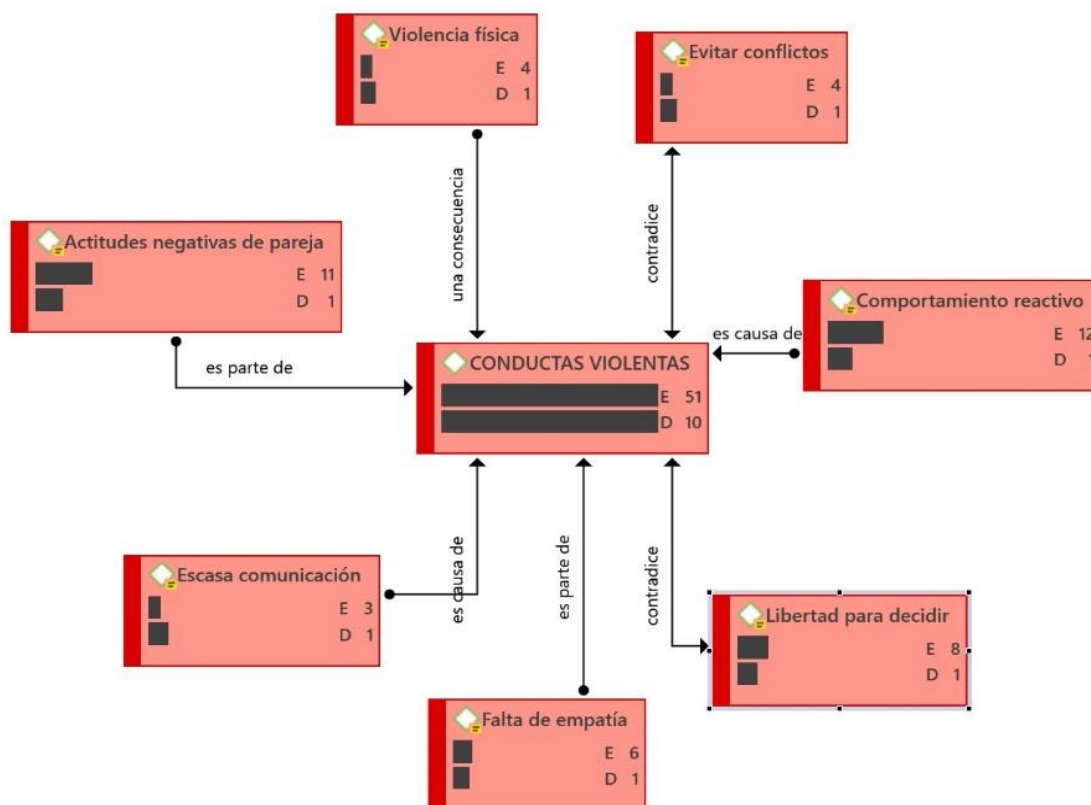 Violencia física
E 4
D 1
Evitar conflictos
E 4
D 1
una consecuencia
contradice
Actitudes negativas de pareja
E 11
D 1
Comportamiento reactivo
E 12
D 1
es parte de
es causa de
CONDUCTAS VIOLENTAS
E 51
D 10
es causa de
es parte de
contradice
Escasa comunicación
E 3
D 1
Libertad para decidir
E 8
D 1
Falta de empatía
E 6
D 1